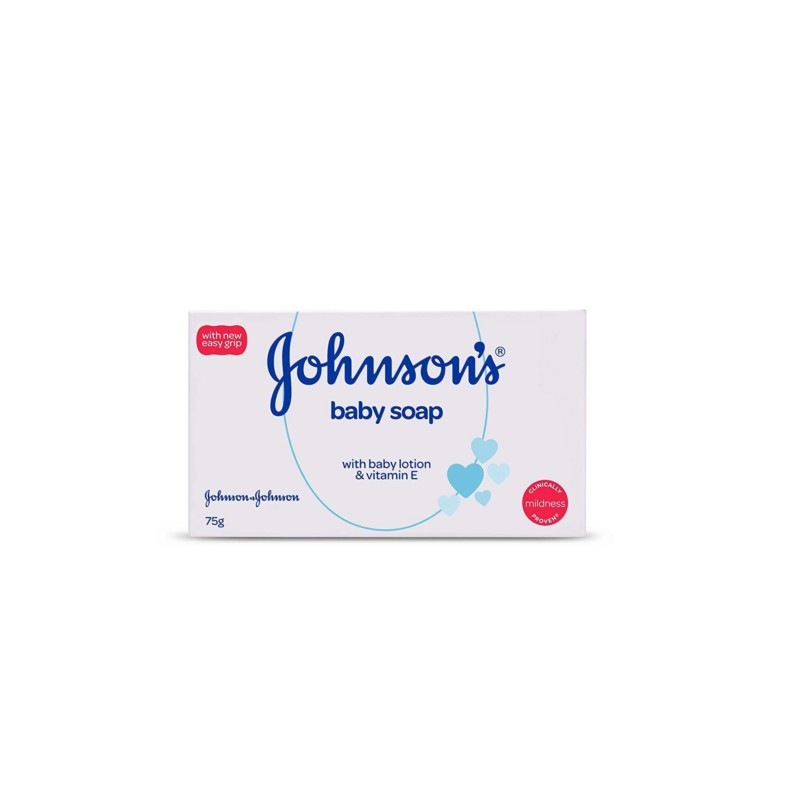 with new
easy grip
Johnson's®
baby soap
with baby lotion
& vitamin E
Johnson & Johnson
75g
CLINICALLY
mildness
PROVEN®